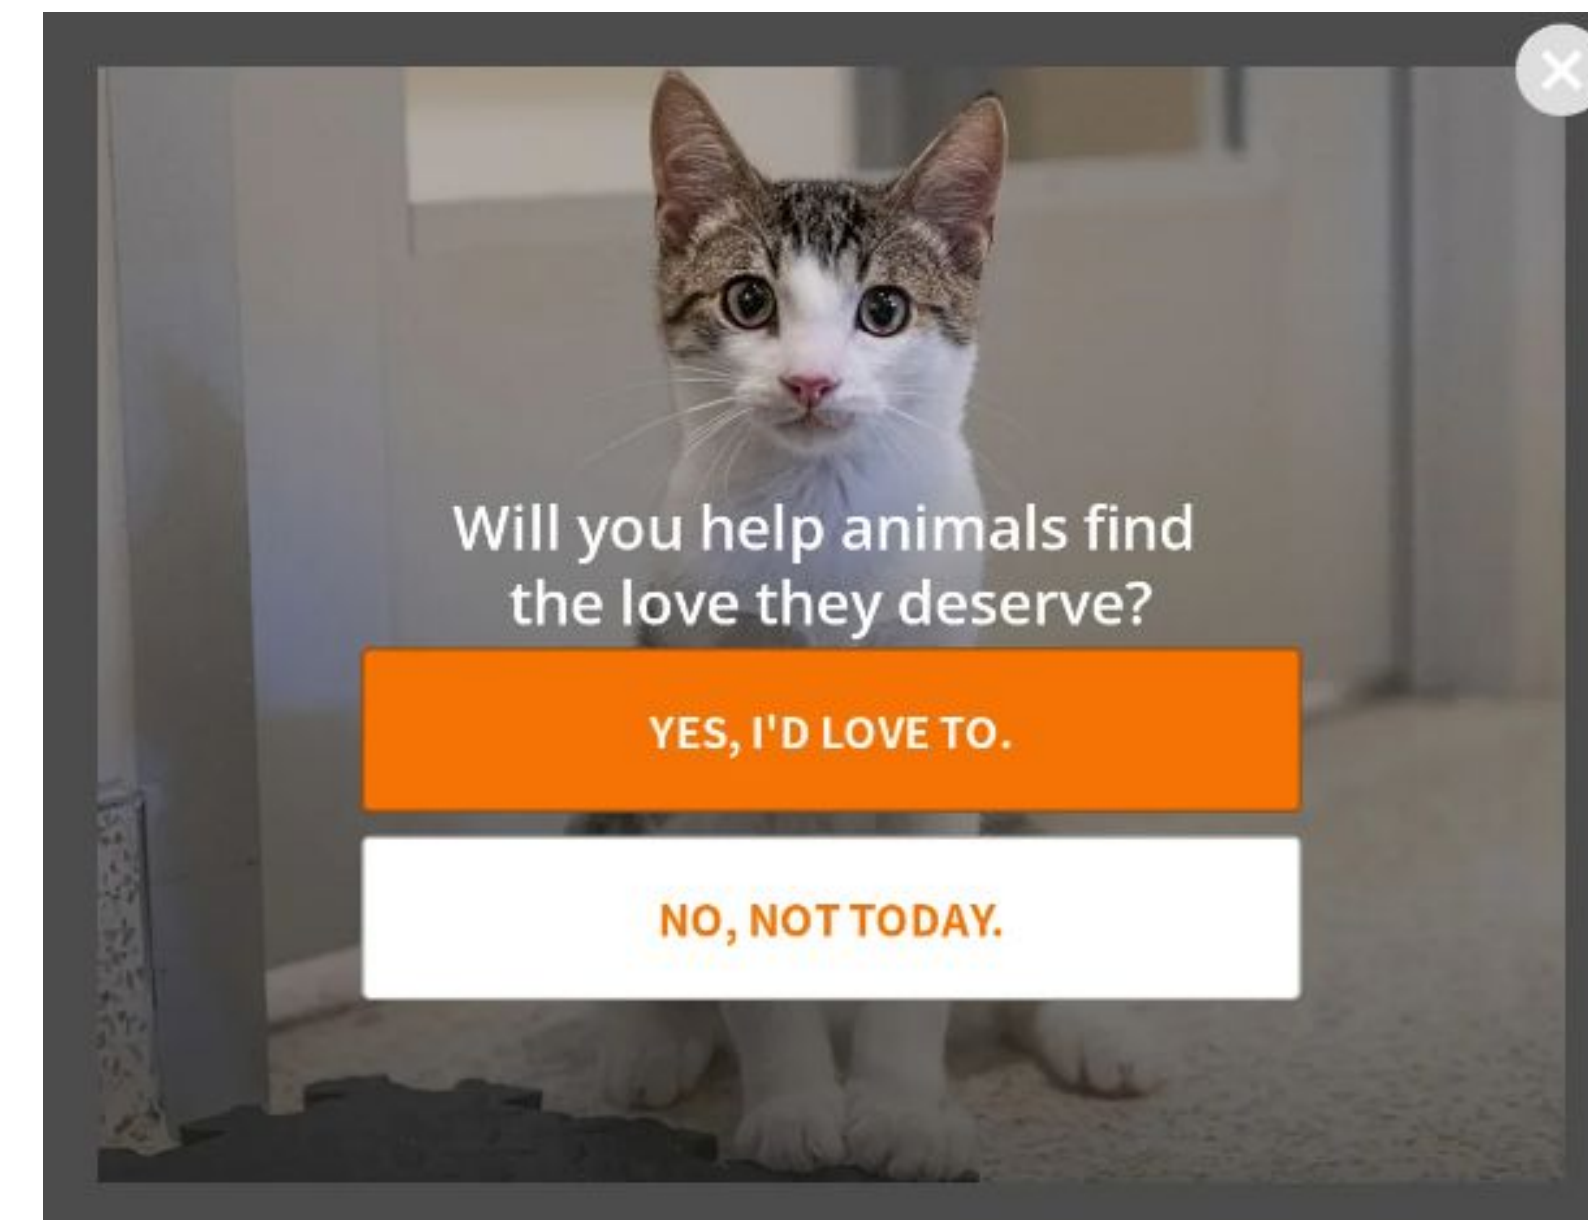 Will you help animals find
the love they deserve?
YES, I'D LOVE TO.
NO, NOT TODAY.